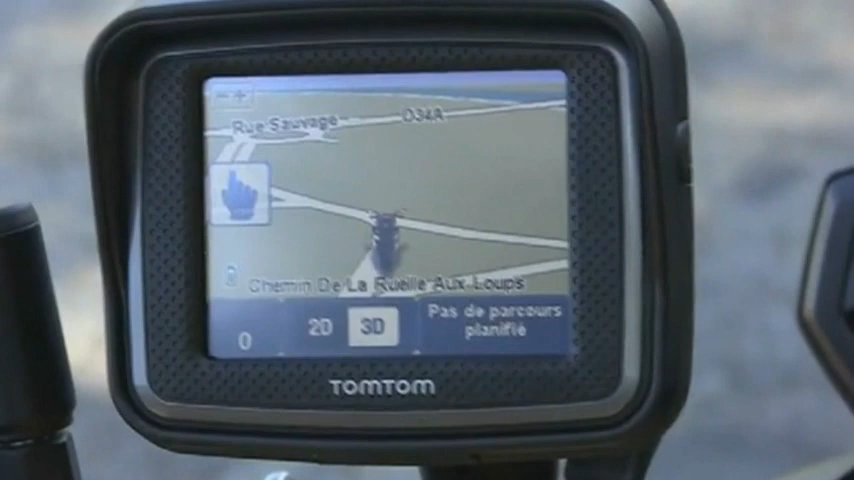 Rue Sauvage
D34A
Chemin De La Ruelle Aux Loups
0
2D
3D
Pas de parcours
planifié
TOMTOM